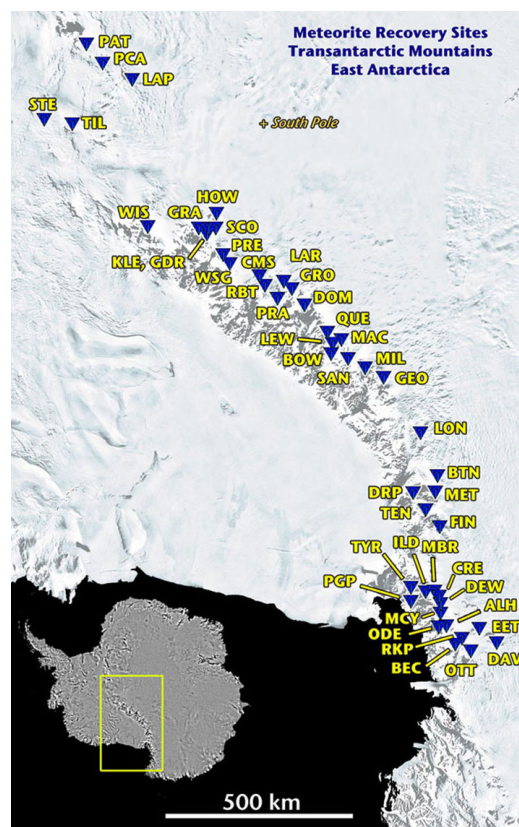 Meteorite Recovery Sites
Transantarctic Mountains
East Antarctica
PAT
PCA
LAP
STE
TIL
+ South Pole
HOW
WIS
GRA
SCO
PRE
KLE, GDR
CMS
LAR
WSG
GRO
RBT
DOM
PRA
QUE
LEW
MAC
BOW
MIL
SAN
GEO
LON
BTN
DRP
MET
TEN
FIN
TYR
ILD
MBR
CRE
PGP
DEW
MCY
ALH
ODE
EET
RKP
BEC
OTT
DAV
500 km